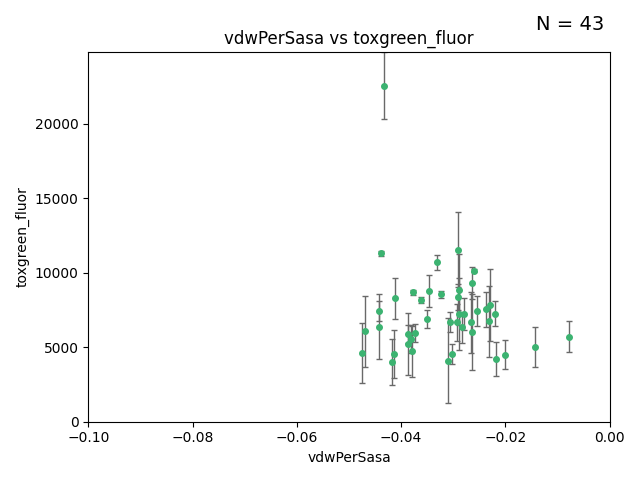 N = 43
vdwPerSasa vs toxgreen_fluor
toxgreen_fluor
20000
15000
10000
5000
0
−0.10
−0.08
−0.06
−0.04
−0.02
0.00
vdwPerSasa